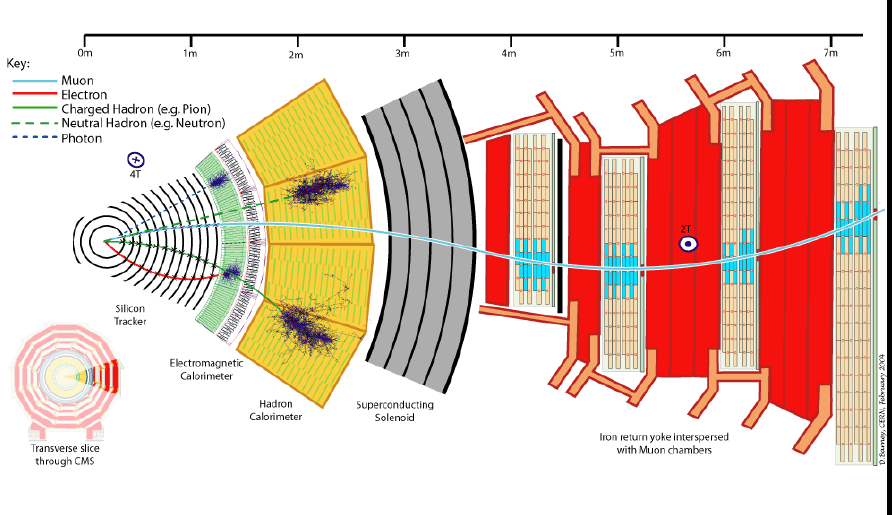 0m 1m 2m 3m 4m 5m 6m 7m
Key:
Muon
Electron
Charged Hadron (e.g. Pion)
Neutral Hadron (e.g. Neutron)
Photon
4T
2T
Silicon
Tracker
Electromagnetic
Calorimeter
Hadron
Calorimeter
Superconducting
Solenoid
Iron return yoke interspersed
with Muon chambers
Transverse slice
through CMS
D. Barney, CERN, February 2004